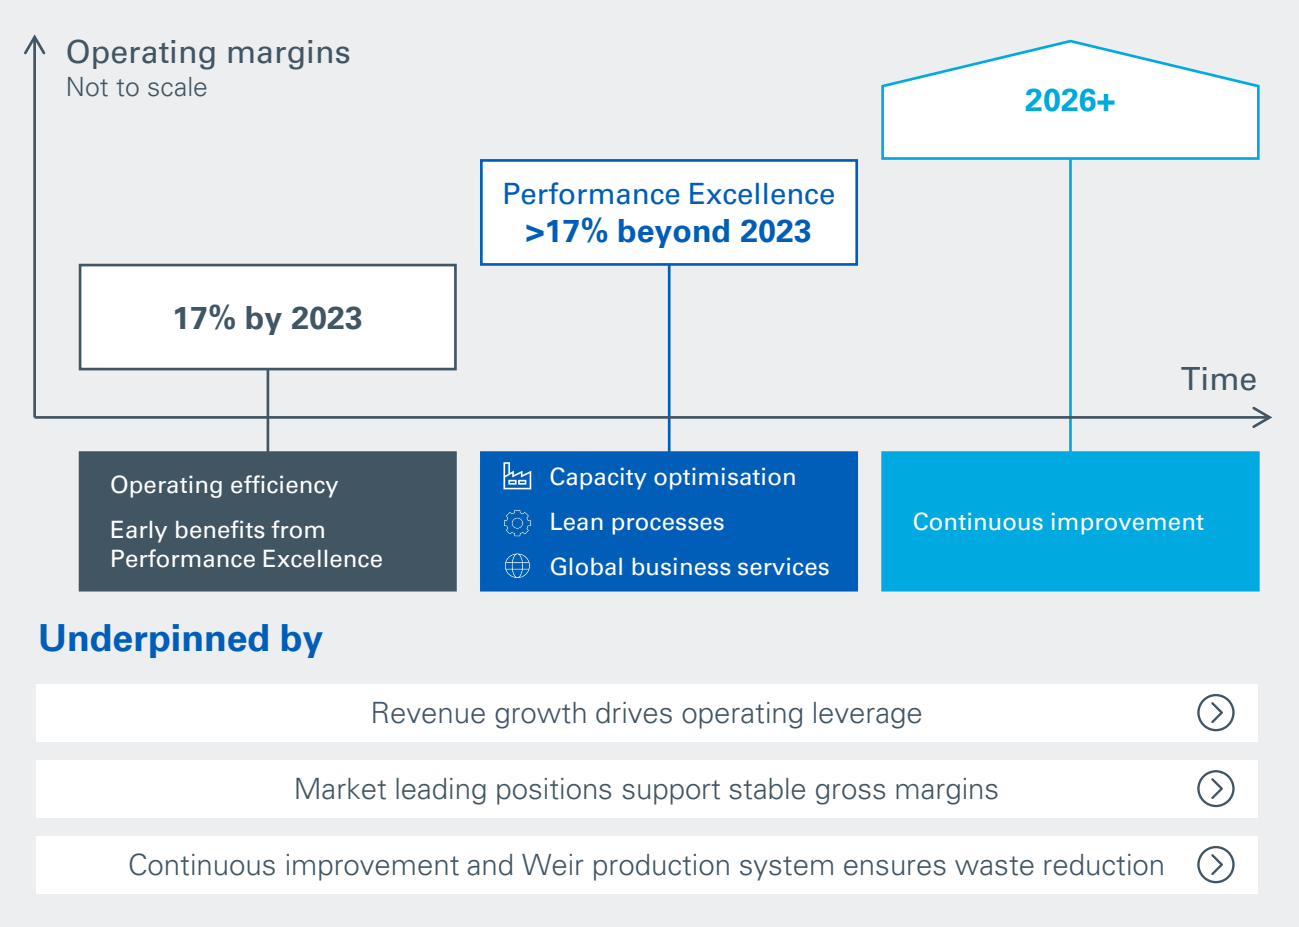 Operating margins
Not to scale
2026+
Performance Excellence
>17% beyond 2023
17% by 2023
Time
Operating efficiency
Early benefits from
Performance Excellence
Capacity optimisation
Lean processes
Global business services
Continuous improvement
Underpinned by
Revenue growth drives operating leverage
Market leading positions support stable gross margins
Continuous improvement and Weir production system ensures waste reduction